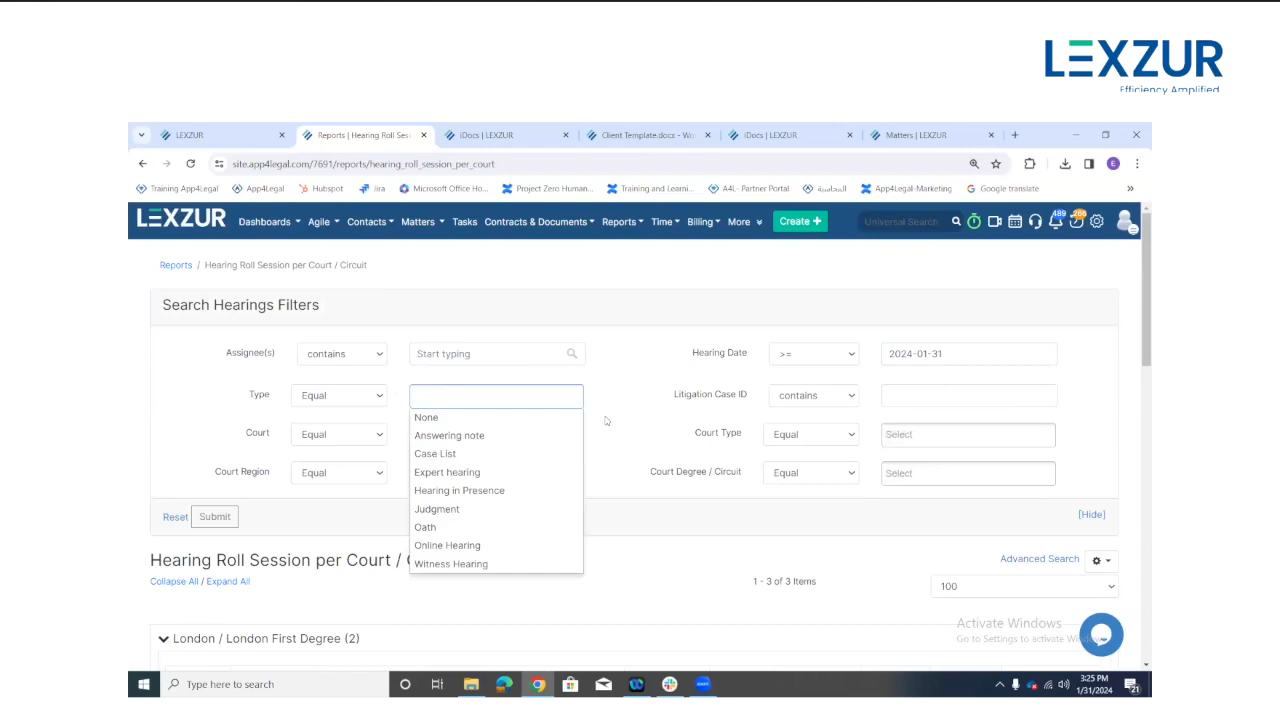 LEXZUR
Efficiency Amplified
LEXZUR
Reports | Hearing Roll Sess
iDocs | LEXZUR
Client Template.docx - Wo
iDocs | LEXZUR
Matters | LEXZUR
site.app4legal.com/7691/reports/hearing_roll_session_per_court
Training App4Legal
App4Legal
Hubspot
Jira
Microsoft Office Ho...
Project Zero Human...
Training and Learni...
A4L- Partner Portal
المحاسبة
App4Legal-Marketing
Google translate
LEXZUR
Dashboards
Agile
Contacts
Matters
Tasks
Contracts & Documents
Reports
Time
Billing
More
Create +
Universal Search
489
266
Reports / Hearing Roll Session per Court / Circuit
Search Hearings Filters
Assignee(s) contains Start typing Hearing Date >= 2024-01-31
Type Equal Litigation Case ID contains
None
Answering note
Court Equal Court Type Equal Select
Case List
Expert hearing
Court Region Equal Court Degree / Circuit Equal Select
Hearing in Presence
Judgment
Reset Submit [Hide]
Oath
Online Hearing
Witness Hearing
Hearing Roll Session per Court /
Advanced Search
Collapse All / Expand All
1 - 3 of 3 Items
100
Activate Windows
Go to Settings to activate
London / London First Degree (2)
Type here to search
3:25 PM
1/31/2024
21